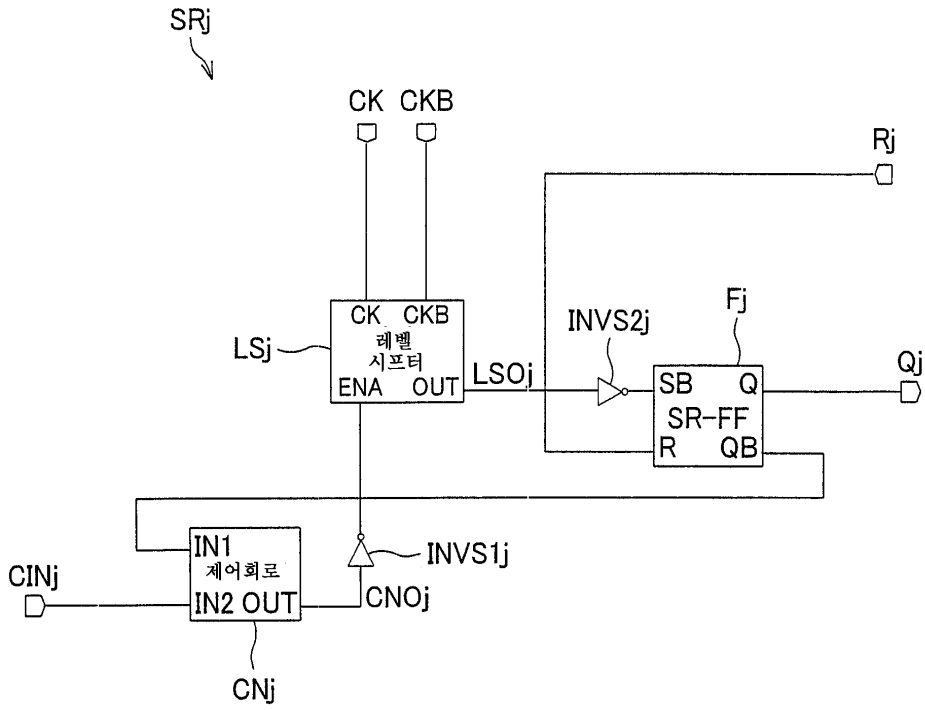 SRj
CK CKB
Rj
CK CKB
레벨
시프터
ENA OUT
LSj
LSOj
INVS2j
Fj
SB Q
SR-FF
R QB
Qj
IN1
제어회로
IN2 OUT
CINj
INVS1j
CNOj
CNj